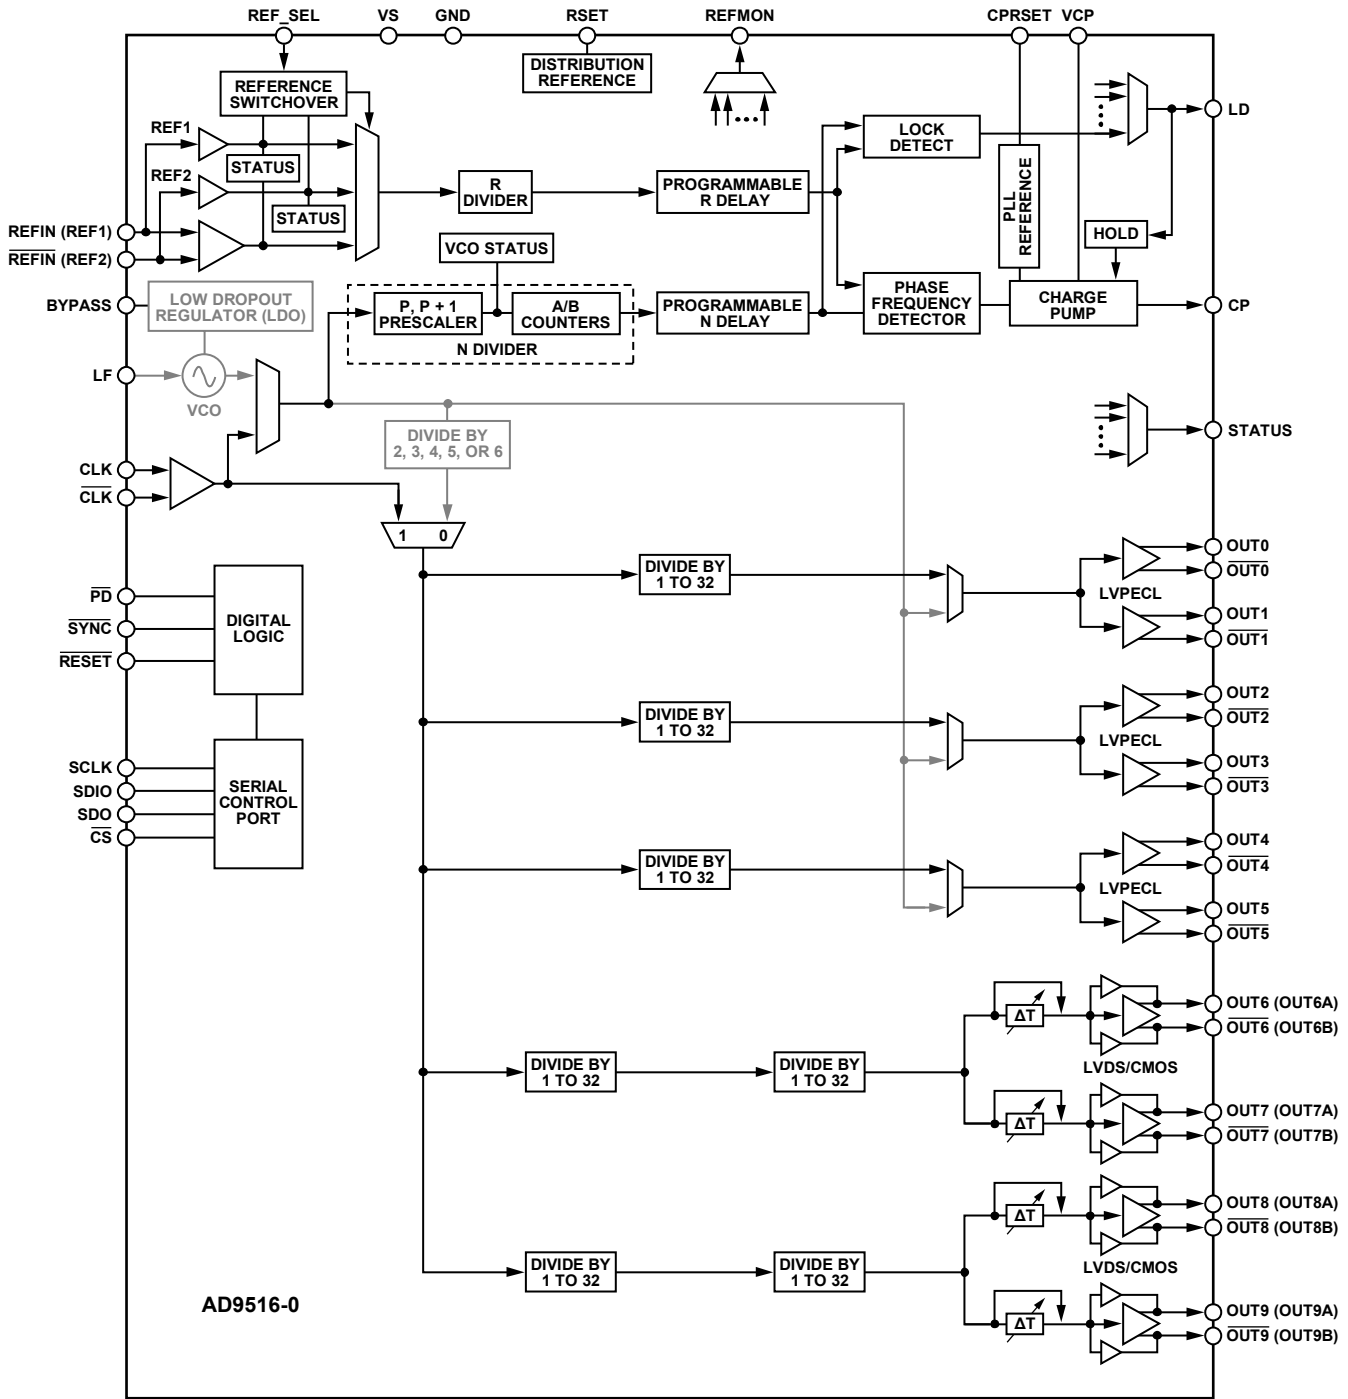 REF_SEL VS GND RSET REFMON CPRSET VCP
DISTRIBUTION
REFERENCE
REFERENCE
SWITCHOVER
REF1
STATUS
REF2
STATUS
REFIN (REF1)
REFIN (REF2)
R
DIVIDER
PROGRAMMABLE
R DELAY
LOCK
DETECT
LD
PLL
REFERENCE
HOLD
VCO STATUS
BYPASS
LOW DROPOUT
REGULATOR (LDO)
P, P + 1
PRESCALER
A/B
COUNTERS
N DIVIDER
PROGRAMMABLE
N DELAY
PHASE
FREQUENCY
DETECTOR
CHARGE
PUMP
CP
LF
VCO
DIVIDE BY
2, 3, 4, 5, OR 6
STATUS
CLK
CLK
1 0
PD
SYNC
RESET
DIGITAL
LOGIC
DIVIDE BY
1 TO 32
LVPECL
OUT0
OUT0
OUT1
OUT1
DIVIDE BY
1 TO 32
LVPECL
OUT2
OUT2
OUT3
OUT3
SCLK
SDIO
SDO
CS
SERIAL
CONTROL
PORT
DIVIDE BY
1 TO 32
LVPECL
OUT4
OUT4
OUT5
OUT5
DIVIDE BY
1 TO 32
DIVIDE BY
1 TO 32
ΔT
OUT6 (OUT6A)
OUT6 (OUT6B)
LVDS/CMOS
ΔT
OUT7 (OUT7A)
OUT7 (OUT7B)
DIVIDE BY
1 TO 32
DIVIDE BY
1 TO 32
ΔT
OUT8 (OUT8A)
OUT8 (OUT8B)
LVDS/CMOS
ΔT
OUT9 (OUT9A)
OUT9 (OUT9B)
AD9516-0